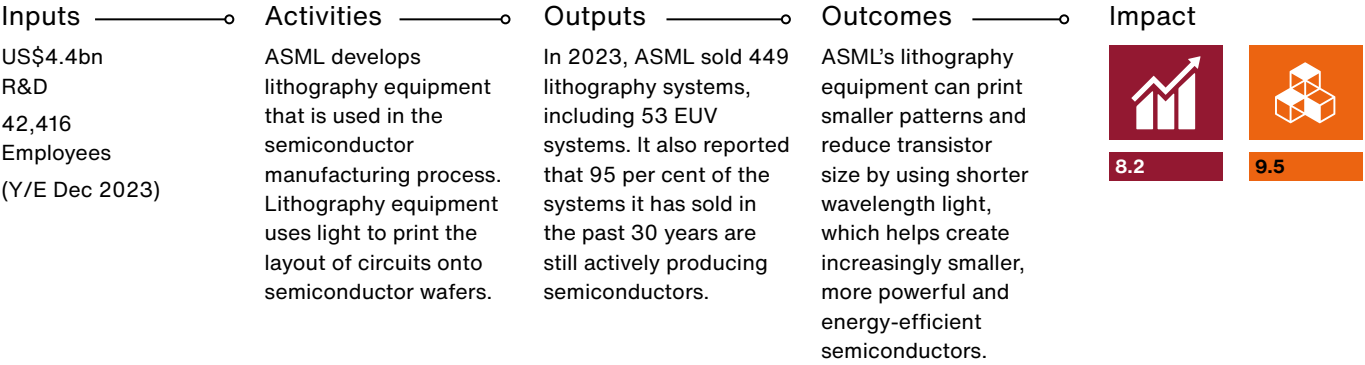 Inputs
US$4.4bn
R&D
42,416
Employees
(Y/E Dec 2023)
Activities
ASML develops
lithography equipment
that is used in the
semiconductor
manufacturing process.
Lithography equipment
uses light to print the
layout of circuits onto
semiconductor wafers.
Outputs
In 2023, ASML sold 449
lithography systems,
including 53 EUV
systems. It also reported
that 95 per cent of the
systems it has sold in
the past 30 years are
still actively producing
semiconductors.
Outcomes
ASML’s lithography
equipment can print
smaller patterns and
reduce transistor
size by using shorter
wavelength light,
which helps create
increasingly smaller,
more powerful and
energy-efficient
semiconductors.
Impact
8.2
9.5